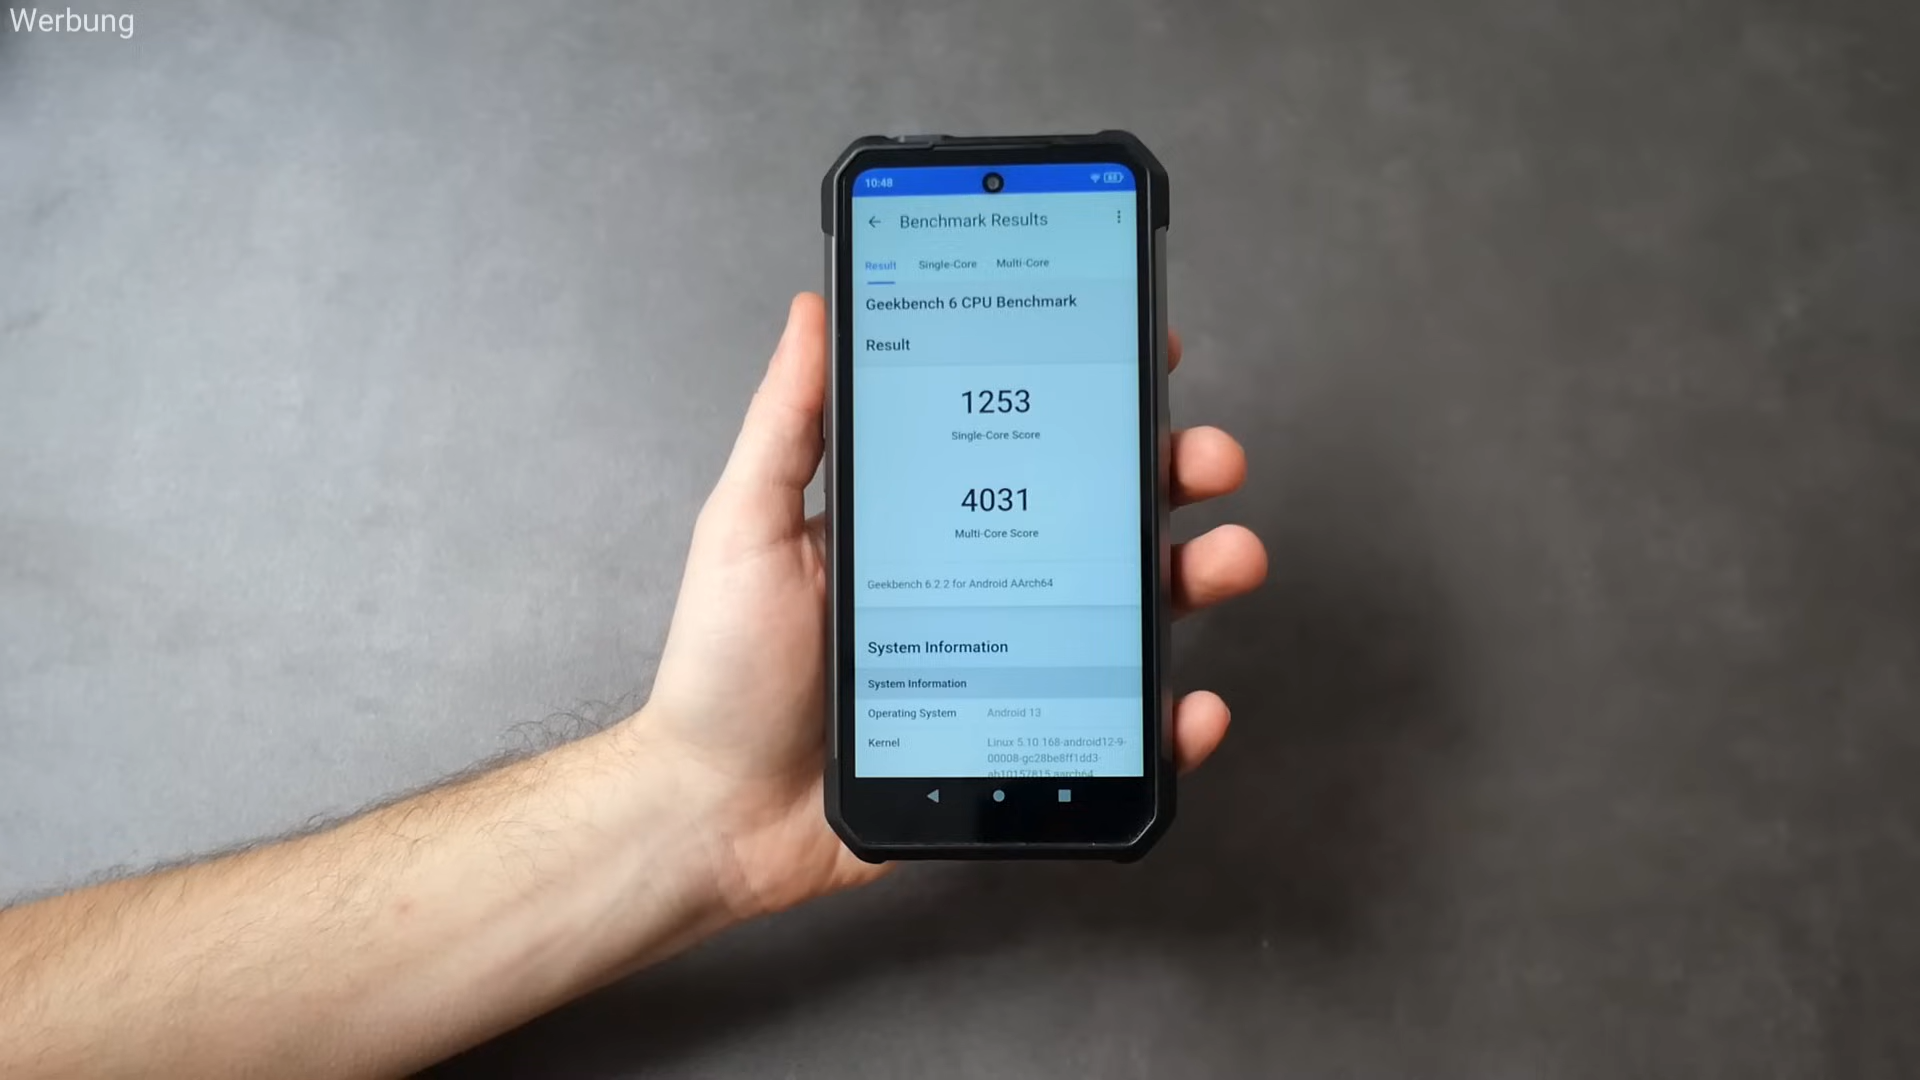 Werbung
10:48
Benchmark Results
Result Single-Core Multi-Core
Geekbench 6 CPU Benchmark
Result
1253
Single-Core Score
4031
Multi-Core Score
Geekbench 6.2.2 for Android AArch64
System Information
System Information
Operating System Android 13
Kernel Linux 5.10.168-android12-9-
00008-gc28be8ff1dd3-
ab10152815 aarch64